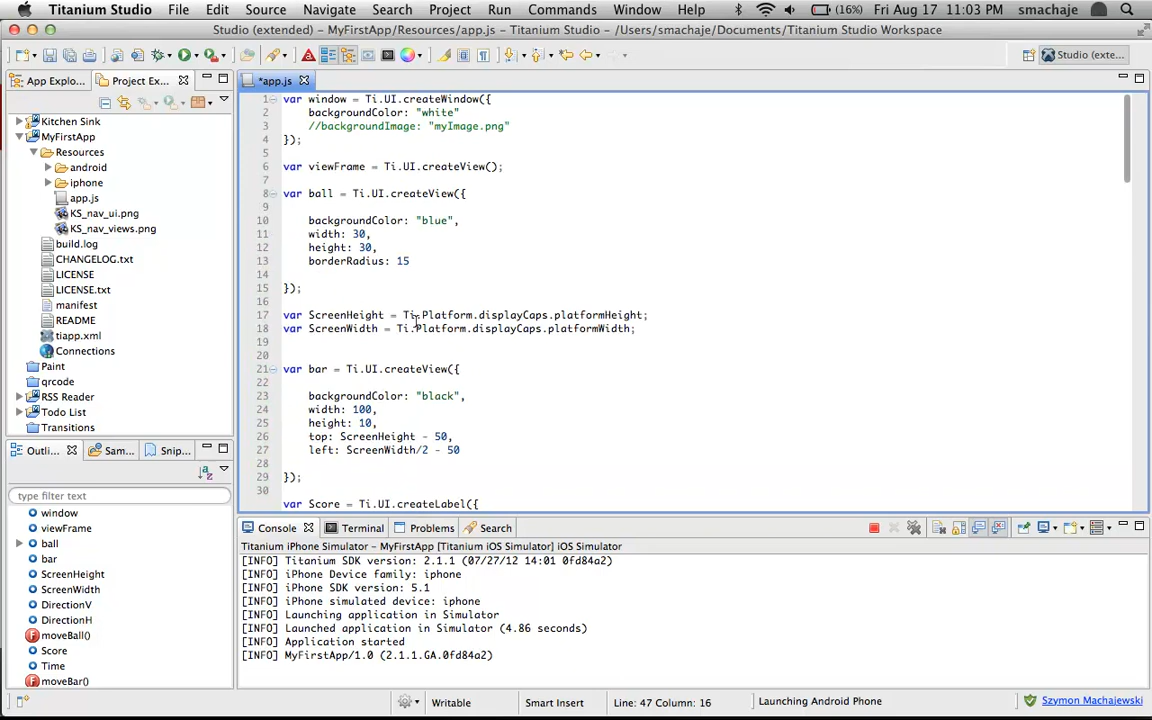 Titanium Studio File Edit Source Navigate Search Project Run Commands Window Help (16%) Fri Aug 17 11:03 PM smachaje
Studio (extended) - MyFirstApp/Resources/app.js - /Users/smachaje/Documents/Titanium Studio Workspace
Studio (exte...
App Explo... Project Ex...
Kitchen Sink
MyFirstApp
Resources
android
iphone
app.js
KS_nav_ui.png
KS_nav_views.png
build.log
CHANGELOG.txt
LICENSE
LICENSE.txt
manifest
README
tiapp.xml
Connections
Paint
qrcode
RSS Reader
Todo List
Transitions
Outli... Sam... Snip...
type filter text
window
viewFrame
ball
bar
ScreenHeight
ScreenWidth
DirectionV
DirectionH
moveBall()
Score
Time
moveBar()
*app.js
1 var window = Ti.UI.createWindow({
2 backgroundColor: "white"
3 //backgroundImage: "myImage.png"
4 });
5
6 var viewFrame = Ti.UI.createView();
7
8 var ball = Ti.UI.createView({
9
10 backgroundColor: "blue",
11 width: 30,
12 height: 30,
13 borderRadius: 15
14
15 });
16
17 var ScreenHeight = Ti.Platform.displayCaps.platformHeight;
18 var ScreenWidth = Ti.Platform.displayCaps.platformWidth;
19
20
21 var bar = Ti.UI.createView({
22
23 backgroundColor: "black",
24 width: 100,
25 height: 10,
26 top: ScreenHeight - 50,
27 left: ScreenWidth/2 - 50
28
29 });
30
var Score = Ti.UI.createLabel({
Console Terminal Problems Search
Titanium iPhone Simulator - MyFirstApp [Titanium iOS Simulator] iOS Simulator
[INFO] Titanium SDK version: 2.1.1 (07/27/12 14:01 0fd84a2)
[INFO] iPhone Device family: iphone
[INFO] iPhone SDK version: 5.1
[INFO] iPhone simulated device: iphone
[INFO] Launching application in Simulator
[INFO] Launched application in Simulator (4.86 seconds)
[INFO] Application started
[INFO] MyFirstApp/1.0 (2.1.1.GA.0fd84a2)
Writable Smart Insert Line: 47 Column: 16 Launching Android Phone Szymon Machajewski